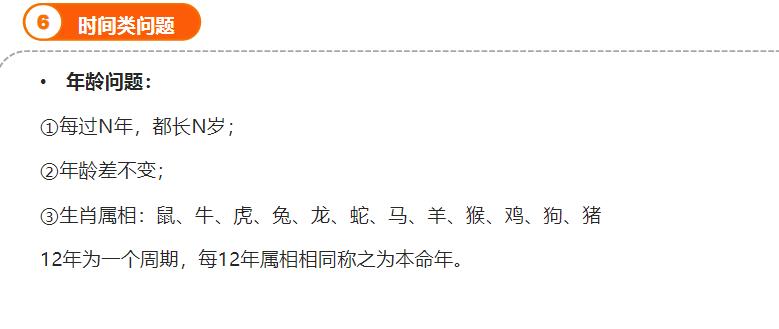 6 时间类问题
• 年龄问题：
①每过N年，都长N岁；
②年龄差不变；
③生肖属相：鼠、牛、虎、兔、龙、蛇、马、羊、猴、鸡、狗、猪
12年为一个周期，每12年属相相同称之为本命年。